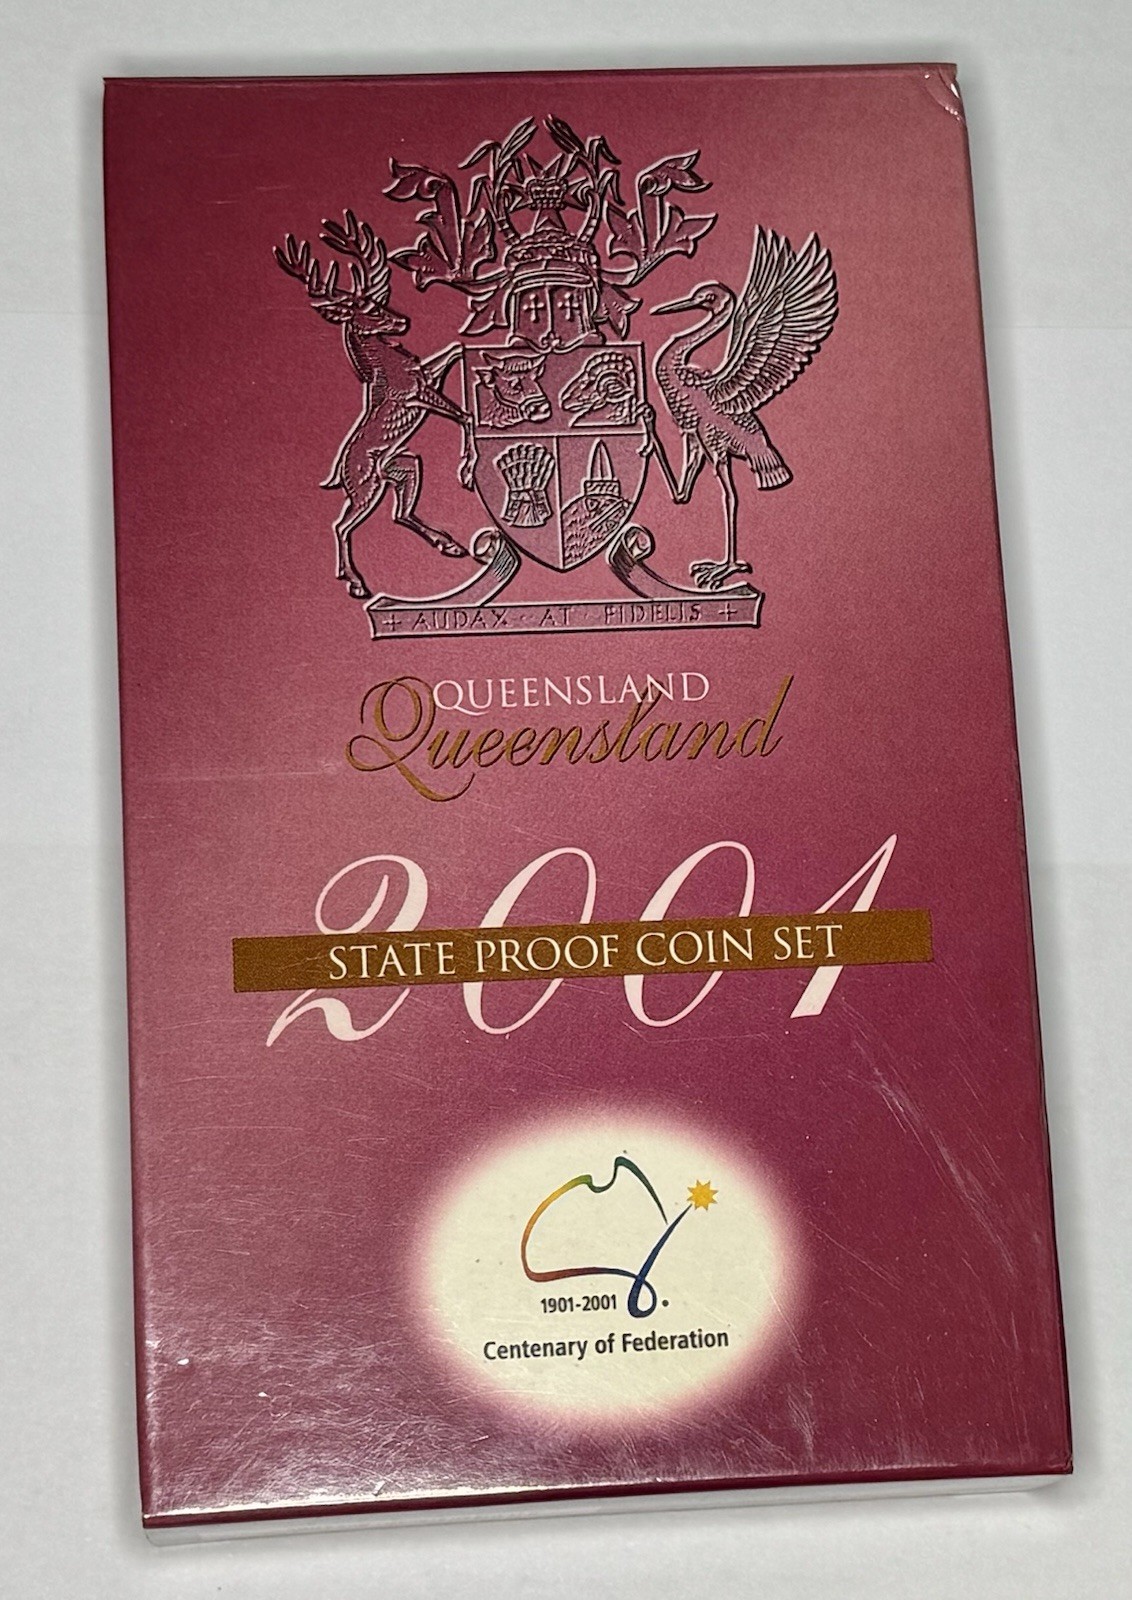 + AUDAX · AT · FIDELIS +
QUEENSLAND
Queensland
2001
STATE PROOF COIN SET
1901-2001
Centenary of Federation